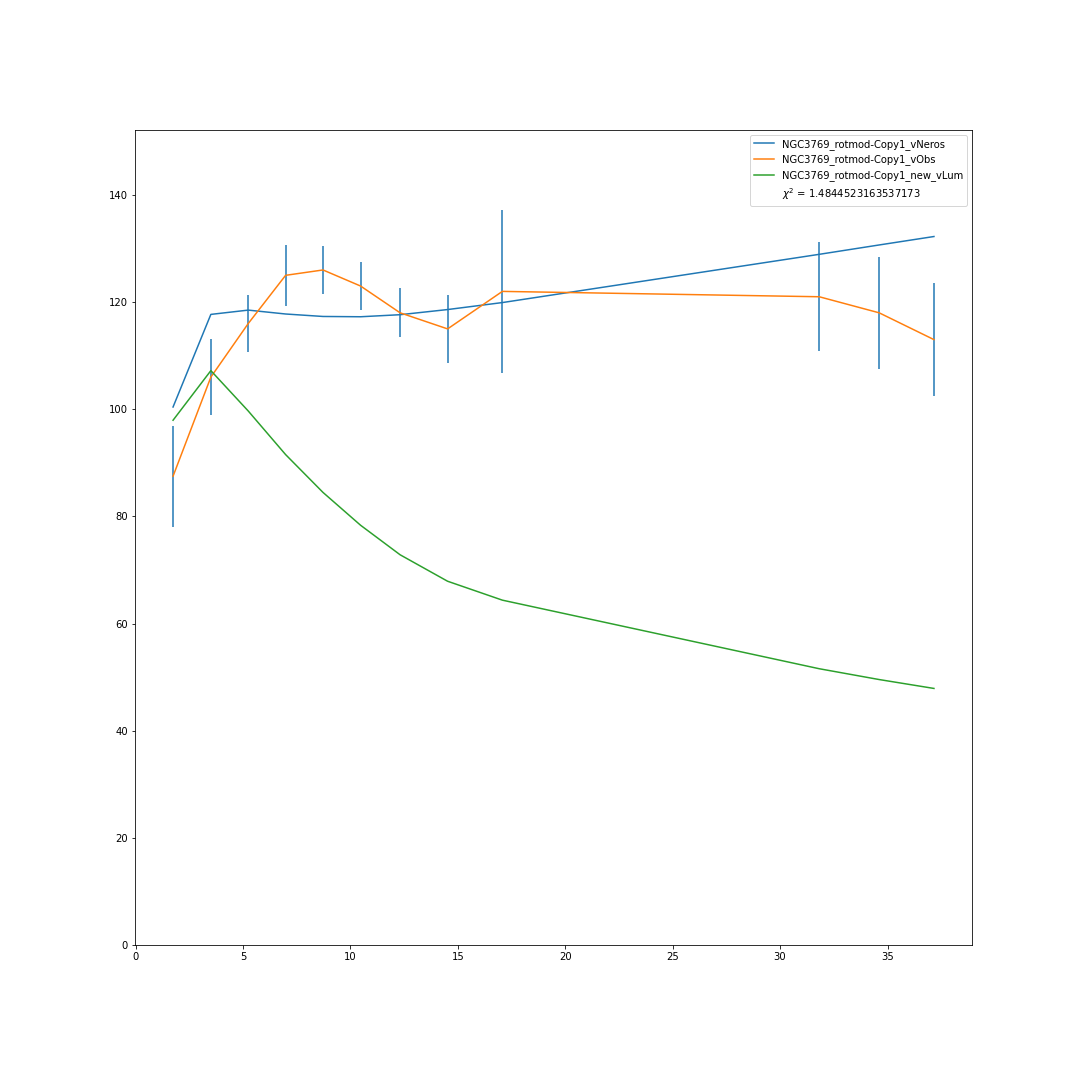 NGC3769_rotmod-Copy1_vNeros
NGC3769_rotmod-Copy1_vObs
NGC3769_rotmod-Copy1_new_vLum
χ² = 1.4844523163537173
140
120
100
80
60
40
20
0
0 5 10 15 20 25 30 35